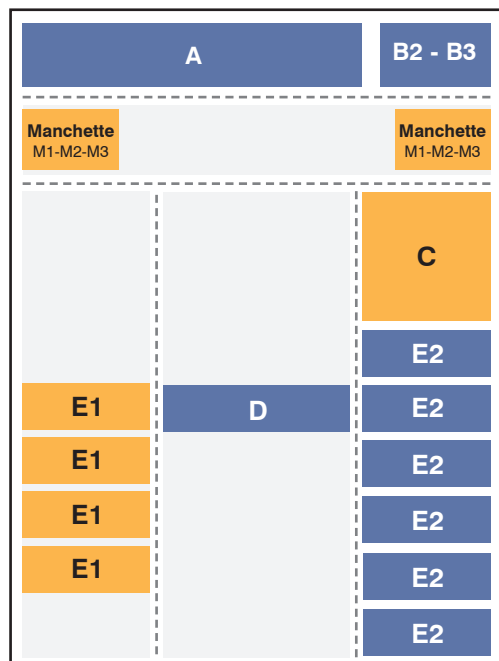 A
B2 - B3
Manchette
M1-M2-M3
Manchette
M1-M2-M3
C
E2
E1
D
E2
E1
E2
E1
E2
E1
E2
E2